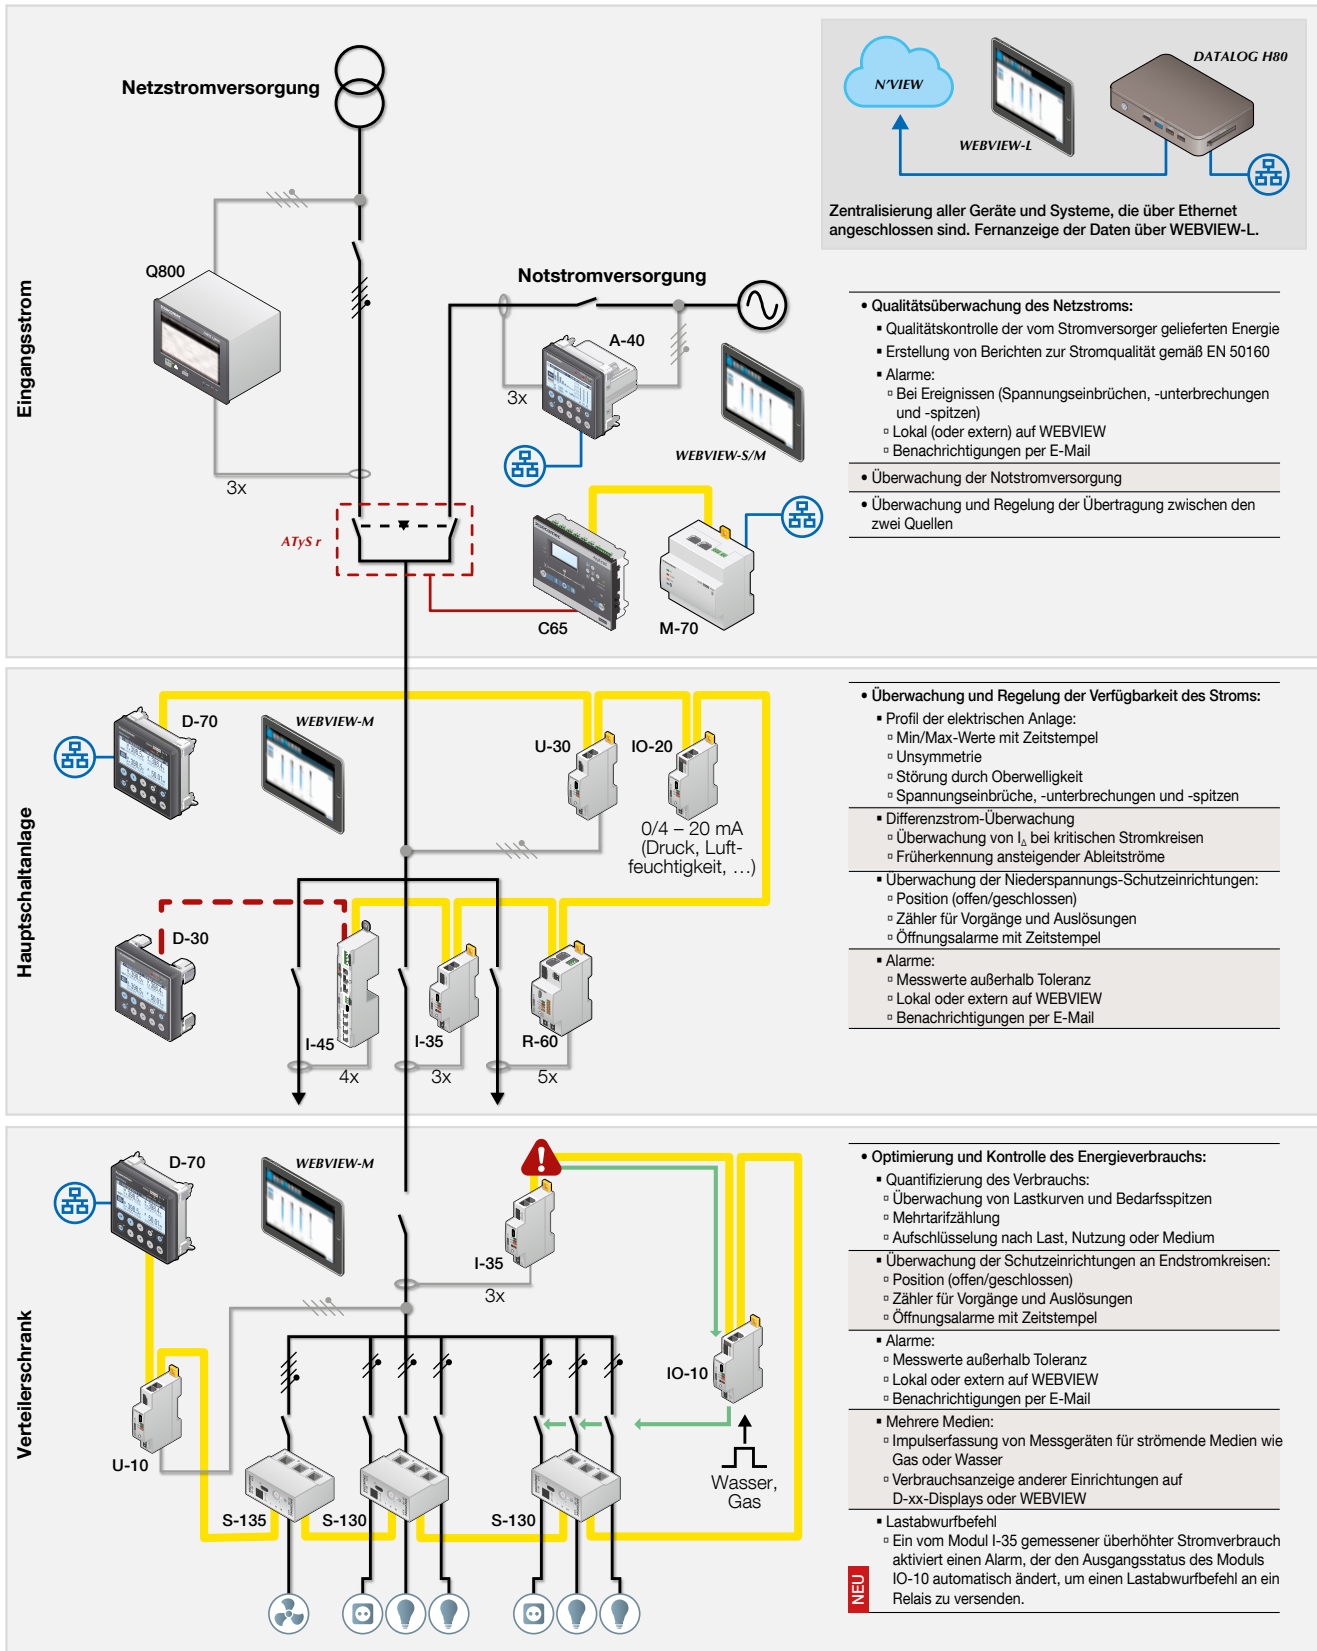 Netzstromversorgung
N'VIEW
WEBVIEW-L
DATALOG H80
Zentralisierung aller Geräte und Systeme, die über Ethernet
angeschlossen sind. Fernanzeige der Daten über WEBVIEW-L.
Eingangsstrom
Q800
3x
Notstromversorgung
A-40
3x
WEBVIEW-S/M
ATyS r
C65
M-70
• Qualitätsüberwachung des Netzstroms:
▪ Qualitätskontrolle der vom Stromversorger gelieferten Energie
▪ Erstellung von Berichten zur Stromqualität gemäß EN 50160
▪ Alarme:
▫ Bei Ereignissen (Spannungseinbrüchen, -unterbrechungen
und -spitzen)
▫ Lokal (oder extern) auf WEBVIEW
▫ Benachrichtigungen per E-Mail
• Überwachung der Notstromversorgung
• Überwachung und Regelung der Übertragung zwischen den
zwei Quellen
Hauptschaltanlage
D-70
WEBVIEW-M
U-30
IO-20
0/4 – 20 mA
(Druck, Luft-
feuchtigkeit, …)
D-30
I-45
4x
I-35
3x
R-60
5x
• Überwachung und Regelung der Verfügbarkeit des Stroms:
▪ Profil der elektrischen Anlage:
▫ Min/Max-Werte mit Zeitstempel
▫ Unsymmetrie
▫ Störung durch Oberwelligkeit
▫ Spannungseinbrüche, -unterbrechungen und -spitzen
▪ Differenzstrom-Überwachung
▫ Überwachung von IΔ bei kritischen Stromkreisen
▫ Früherkennung ansteigender Ableitströme
▪ Überwachung der Niederspannungs-Schutzeinrichtungen:
▫ Position (offen/geschlossen)
▫ Zähler für Vorgänge und Auslösungen
▫ Öffnungsalarme mit Zeitstempel
▪ Alarme:
▫ Messwerte außerhalb Toleranz
▫ Lokal oder extern auf WEBVIEW
▫ Benachrichtigungen per E-Mail
Verteilerschrank
D-70
WEBVIEW-M
I-35
3x
IO-10
Wasser,
Gas
U-10
S-135
S-130
S-130
• Optimierung und Kontrolle des Energieverbrauchs:
▪ Quantifizierung des Verbrauchs:
▫ Überwachung von Lastkurven und Bedarfsspitzen
▫ Mehrtarifzählung
▫ Aufschlüsselung nach Last, Nutzung oder Medium
▪ Überwachung der Schutzeinrichtungen an Endstromkreisen:
▫ Position (offen/geschlossen)
▫ Zähler für Vorgänge und Auslösungen
▫ Öffnungsalarme mit Zeitstempel
▪ Alarme:
▫ Messwerte außerhalb Toleranz
▫ Lokal oder extern auf WEBVIEW
▫ Benachrichtigungen per E-Mail
▪ Mehrere Medien:
▫ Impulserfassung von Messgeräten für strömende Medien wie
Gas oder Wasser
▫ Verbrauchsanzeige anderer Einrichtungen auf
D-xx-Displays oder WEBVIEW
▪ Lastabwurfbefehl
▫ Ein vom Modul I-35 gemessener überhöhter Stromverbrauch
aktiviert einen Alarm, der den Ausgangsstatus des Moduls
IO-10 automatisch ändert, um einen Lastabwurfbefehl an ein
Relais zu versenden.
NEU